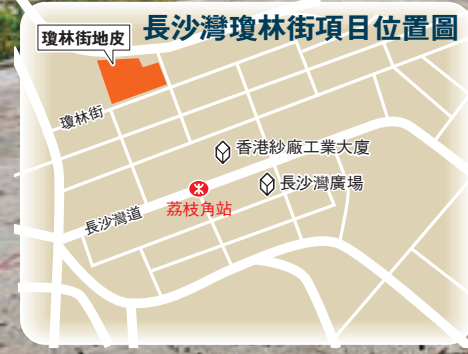 長沙灣瓊林街項目位置圖
瓊林街地皮
瓊林街
香港紗廠工業大廈
長沙灣廣場
荔枝角站
長沙灣道